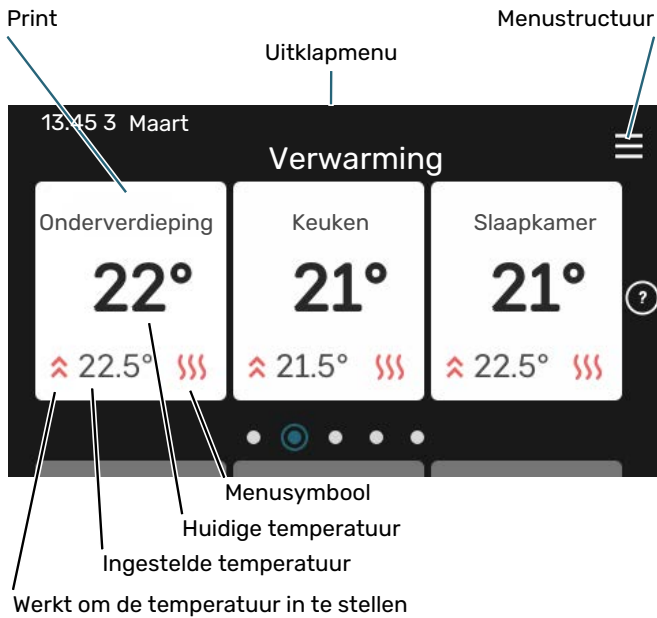 Print
Menustructuur
Uitklapmenu
13.45 3 Maart
Verwarming
Onderverdieping
Keuken
Slaapkamer
22°
21°
21°
?
22.5°
21.5°
22.5°
Menusymbool
Huidige temperatuur
Ingestelde temperatuur
Werkt om de temperatuur in te stellen